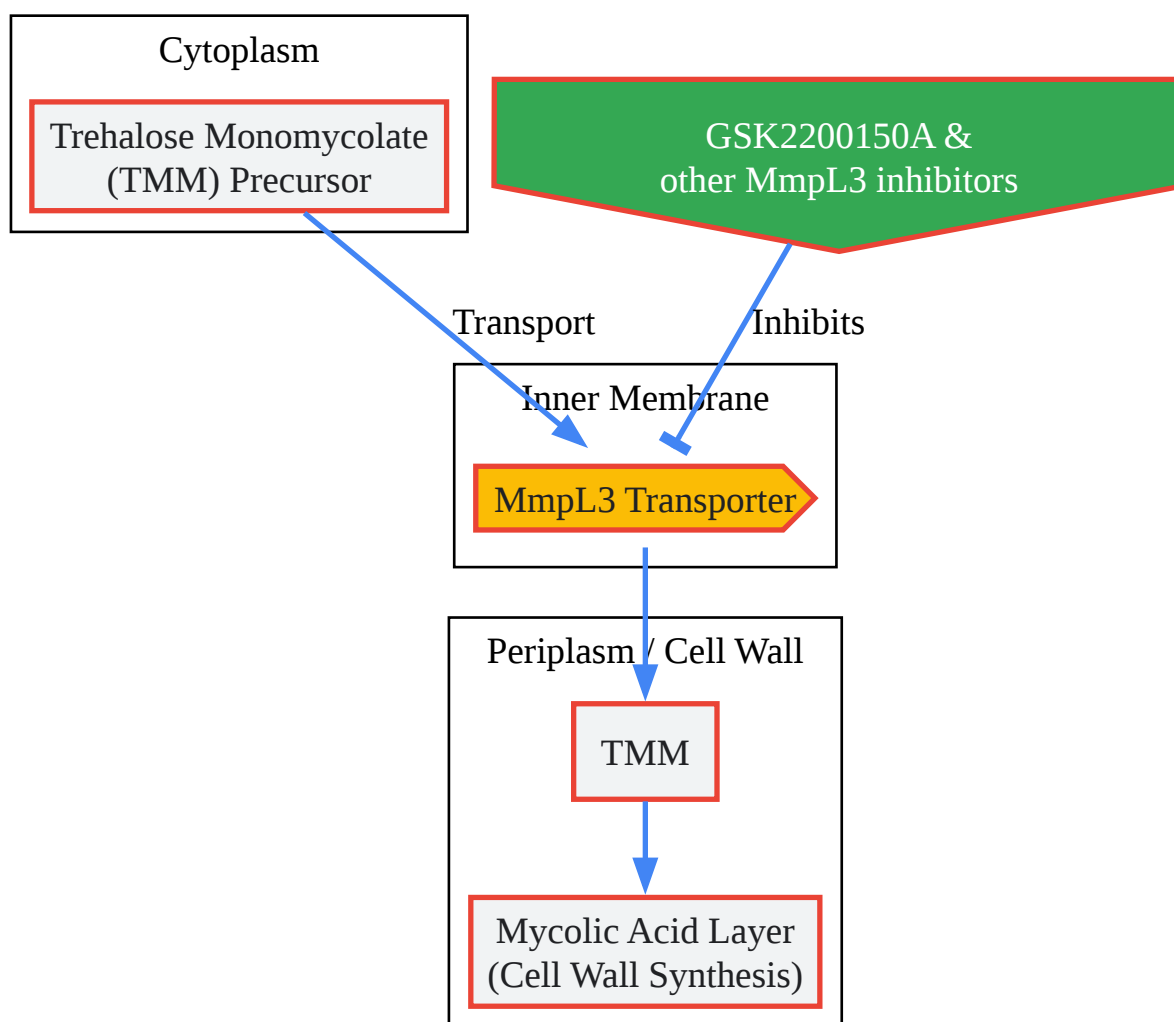 Cytoplasm
Trehalose Monomycolate
(TMM) Precursor
GSK2200150A &
other MmpL3 inhibitors
Transport
Inhibits
Inner Membrane
MmpL3 Transporter
Periplasm / Cell Wall
TMM
Mycolic Acid Layer
(Cell Wall Synthesis)